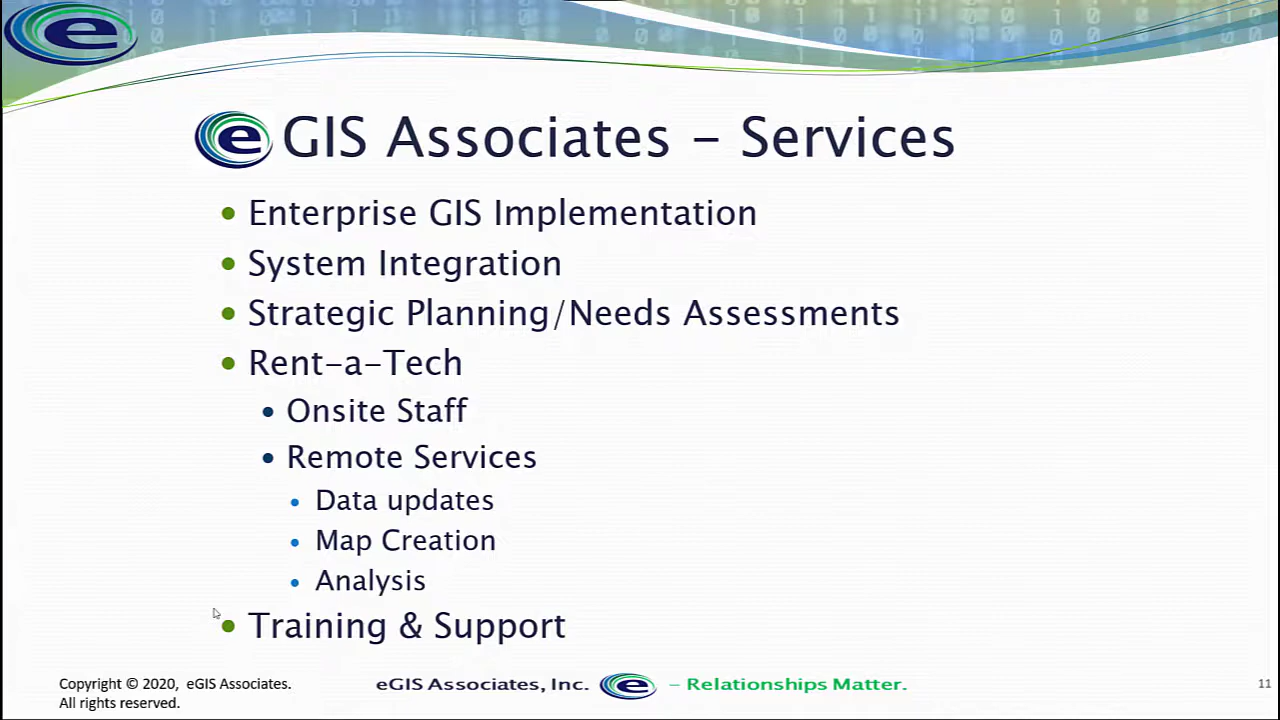 e
e GIS Associates – Services
• Enterprise GIS Implementation
• System Integration
• Strategic Planning/Needs Assessments
• Rent-a-Tech
• Onsite Staff
• Remote Services
• Data updates
• Map Creation
• Analysis
• Training & Support
Copyright © 2020, eGIS Associates.
All rights reserved.
eGIS Associates, Inc. e – Relationships Matter.
11